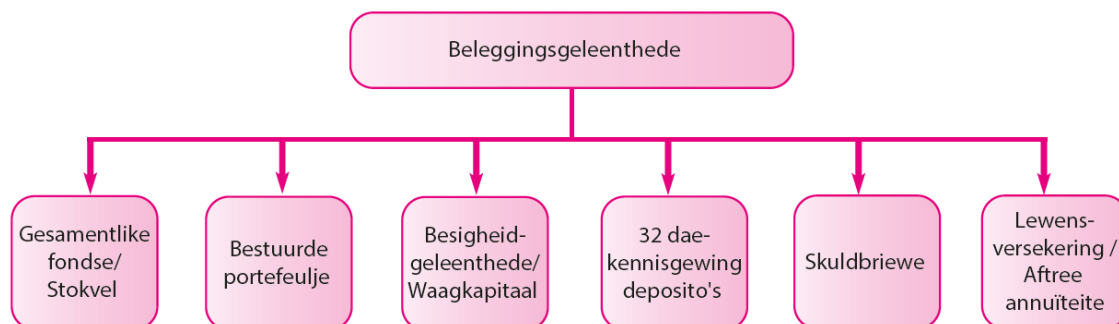 Beleggingsgeleenthede
Gesamentlike
fondse/
Stokvel
Bestuurde
portefeulje
Besigheid-
geleenthede/
Waagkapitaal
32 dae-
kennisgewing
deposito's
Skuldbriewe
Lewens-
versekering /
Aftree
annuïteite